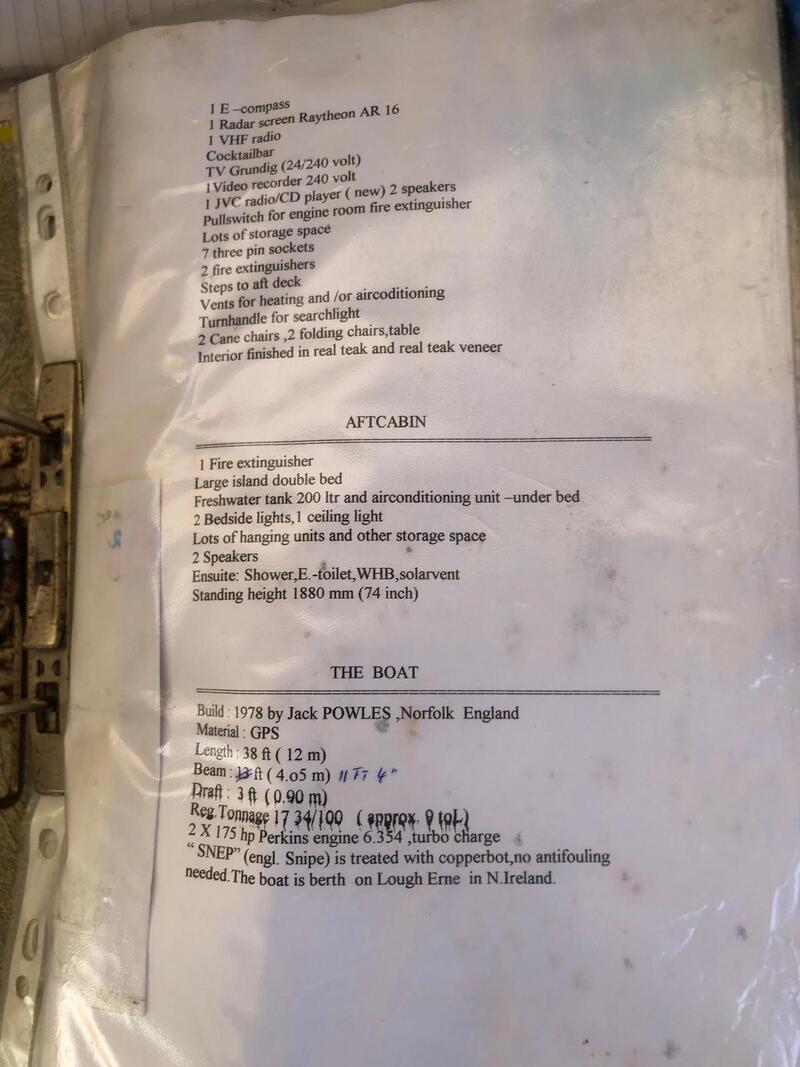 1 E –compass
1 Radar screen Raytheon AR 16
1 VHF radio
Cocktailbar
TV Grundig (24/240 volt)
1Video recorder 240 volt
1 JVC radio/CD player ( new) 2 speakers
Pullswitch for engine room fire extinguisher
Lots of storage space
7 three pin sockets
2 fire extinguishers
Steps to aft deck
Vents for heating and /or aircoditioning
Turnhandle for searchlight
2 Cane chairs ,2 folding chairs,table
Interior finished in real teak and real teak veneer
AFTCABIN
1 Fire extinguisher
Large island double bed
Freshwater tank 200 ltr and airconditioning unit –under bed
2 Bedside lights,1 ceiling light
Lots of hanging units and other storage space
2 Speakers
Ensuite: Shower,E.-toilet,WHB,solarvent
Standing height 1880 mm (74 inch)
THE BOAT
Build : 1978 by Jack POWLES ,Norfolk England
Material : GPS
Length : 38 ft ( 12 m)
Beam : 13 ft ( 4.o5 m) 11 FT 4"
Draft : 3 ft ( 0.90 m)
Reg.Tonnage 17 34/100 ( approx. 9 tol.)
2 X 175 hp Perkins engine 6.354 ,turbo charge
“SNEP” (engl. Snipe) is treated with copperbot,no antifouling
needed.The boat is berth on Lough Erne in N.Ireland.